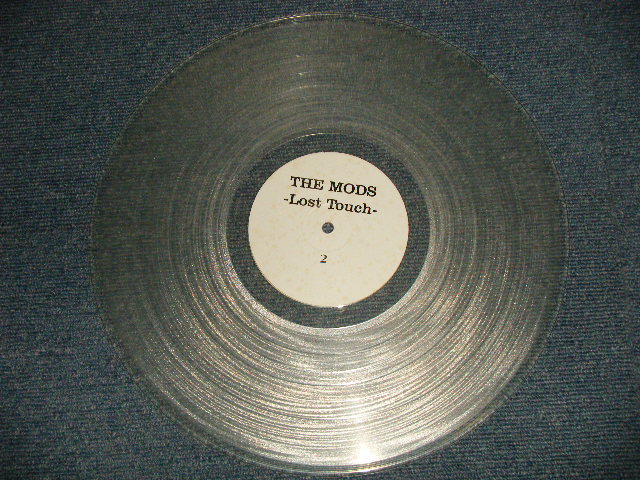 THE MODS
-Lost Touch-
2